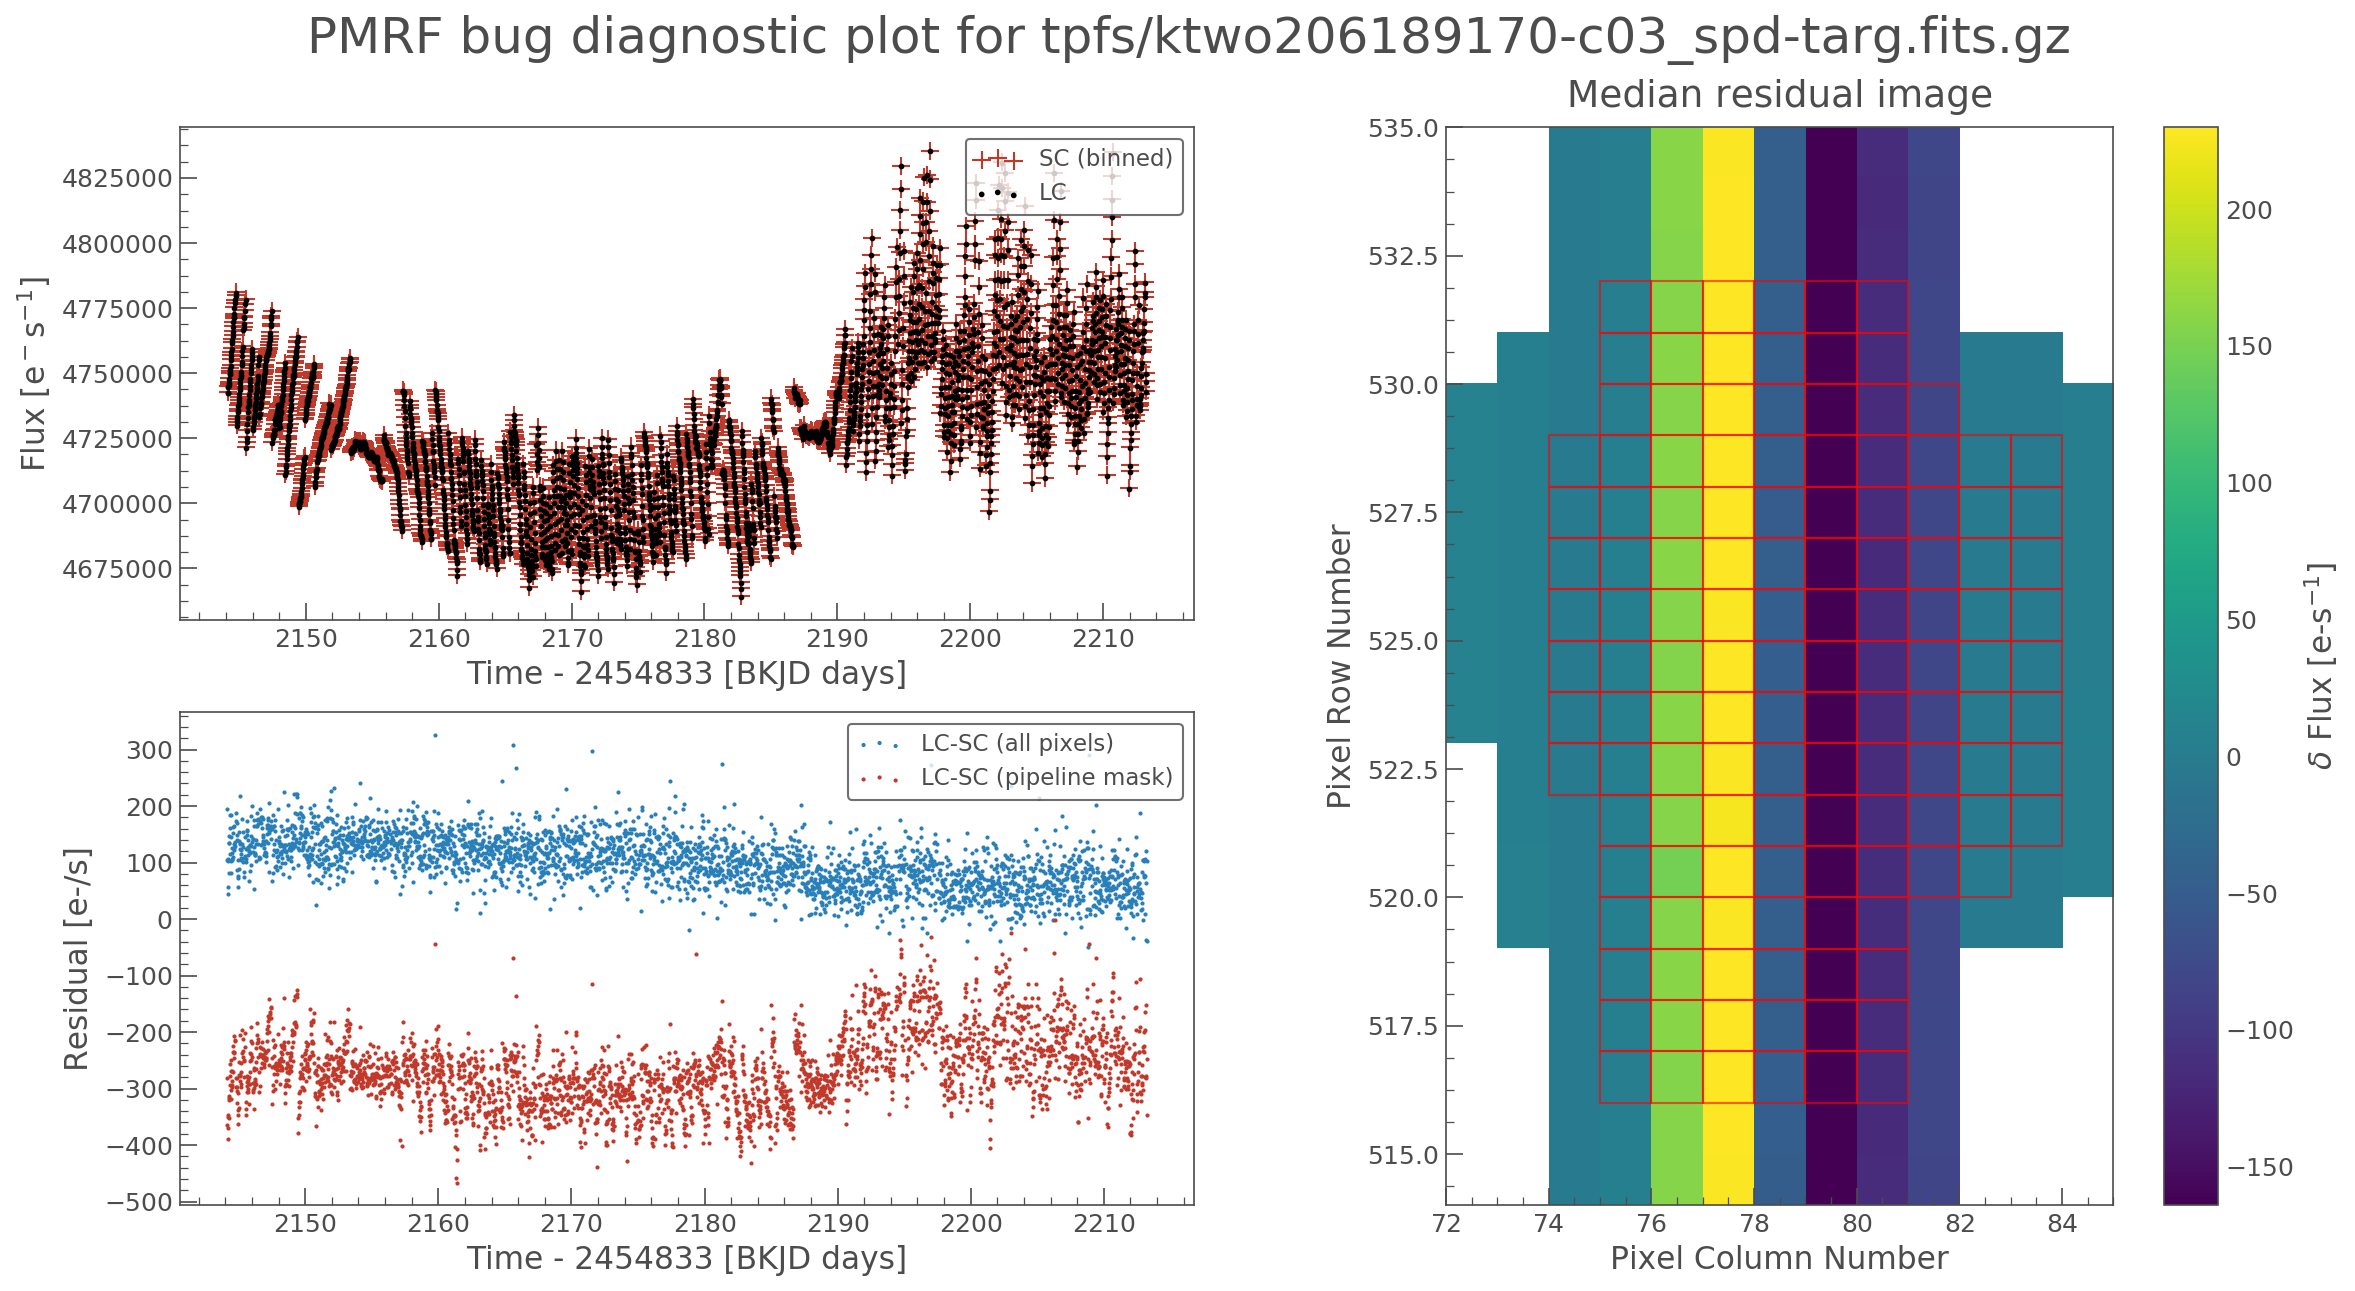 PMRF bug diagnostic plot for tpfs/ktwo206189170-c03_spd-targ.fits.gz
Flux [e⁻ s⁻¹]
4825000
4800000
4775000
4750000
4725000
4700000
4675000
SC (binned)
LC
2150 2160 2170 2180 2190 2200 2210
Time - 2454833 [BKJD days]
Residual [e-/s]
300
200
100
0
−100
−200
−300
−400
−500
LC-SC (all pixels)
LC-SC (pipeline mask)
2150 2160 2170 2180 2190 2200 2210
Time - 2454833 [BKJD days]
Median residual image
Pixel Row Number
535.0
532.5
530.0
527.5
525.0
522.5
520.0
517.5
515.0
72 74 76 78 80 82 84
Pixel Column Number
200
150
100
50
0
−50
−100
−150
δ Flux [e-s⁻¹]